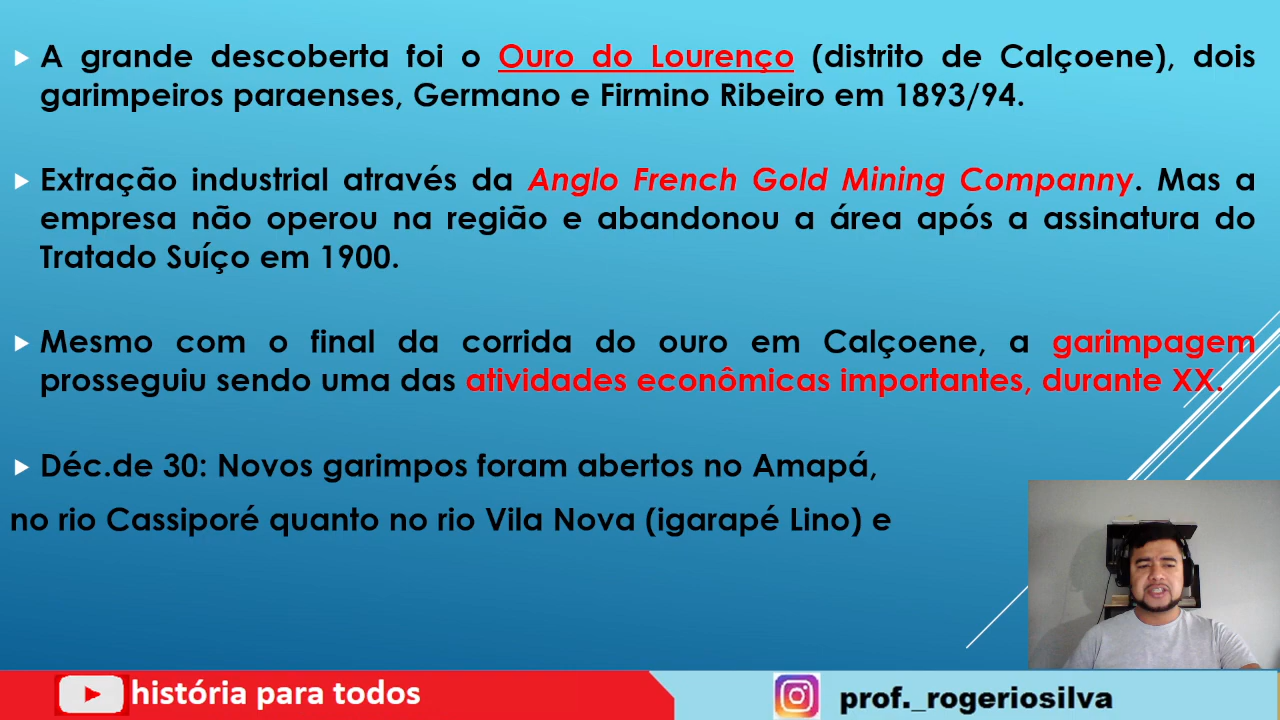 A grande descoberta foi o Ouro do Lourenço (distrito de Calçoene), dois
garimpeiros paraenses, Germano e Firmino Ribeiro em 1893/94.
Extração industrial através da Anglo French Gold Mining Companny. Mas a
empresa não operou na região e abandonou a área após a assinatura do
Tratado Suíço em 1900.
Mesmo com o final da corrida do ouro em Calçoene, a garimpagem
prosseguiu sendo uma das atividades econômicas importantes, durante XX.
Déc.de 30: Novos garimpos foram abertos no Amapá,
no rio Cassiporé quanto no rio Vila Nova (igarapé Lino) e
história para todos
prof._rogeriosilva